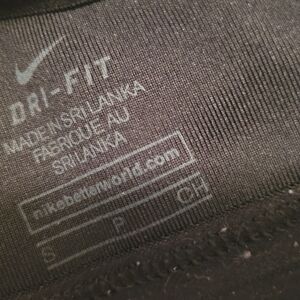 DRI-FIT
MADE IN SRI LANKA
FABRIQUE AU
SRI LANKA
nikebetterworld.com
S P CH